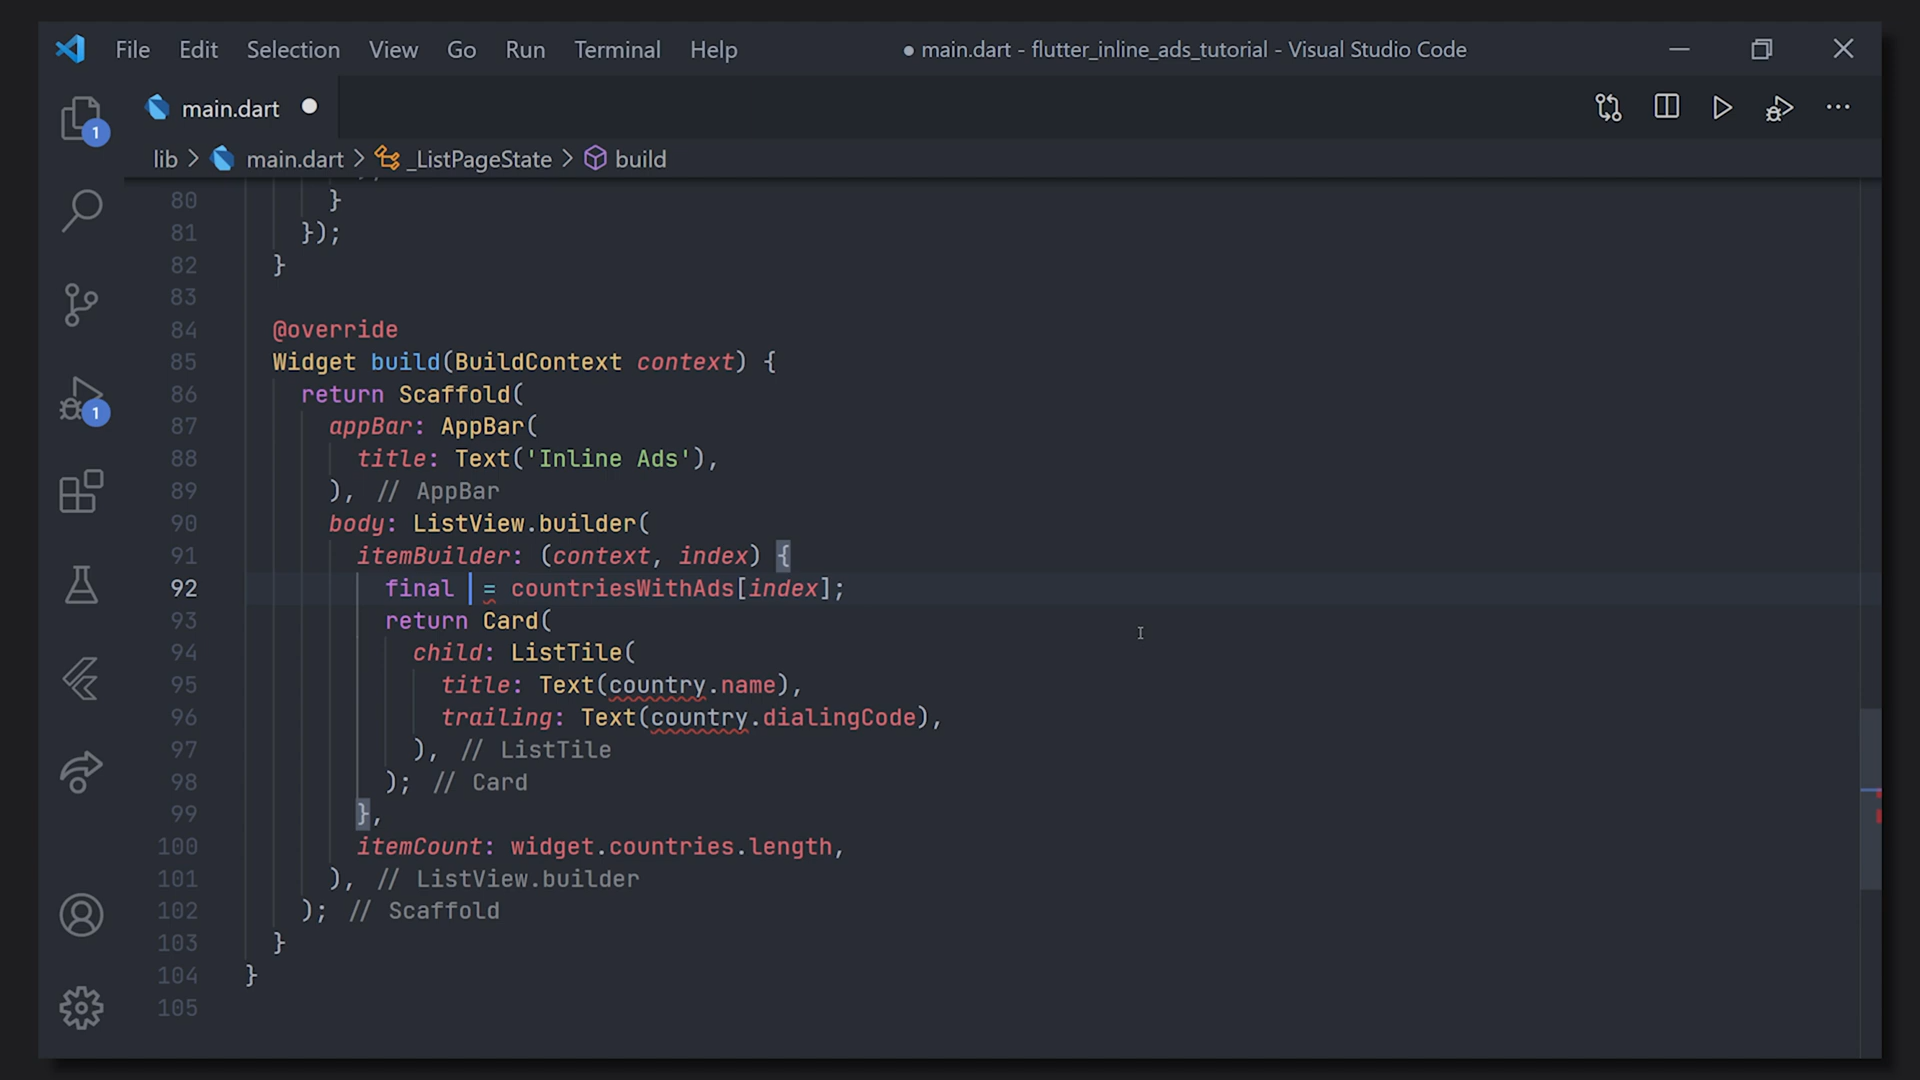 File Edit Selection View Go Run Terminal Help ● main.dart - flutter_inline_ads_tutorial - Visual Studio Code
main.dart
lib > main.dart > _ListPageState > build
1
1
80 }
81 });
82 }
83
84 @override
85 Widget build(BuildContext context) {
86 return Scaffold(
87 appBar: AppBar(
88 title: Text('Inline Ads'),
89 ), // AppBar
90 body: ListView.builder(
91 itemBuilder: (context, index) {
92 final = countriesWithAds[index];
93 return Card(
94 child: ListTile(
95 title: Text(country.name),
96 trailing: Text(country.dialingCode),
97 ), // ListTile
98 ); // Card
99 },
100 itemCount: widget.countries.length,
101 ), // ListView.builder
102 ); // Scaffold
103 }
104 }
105